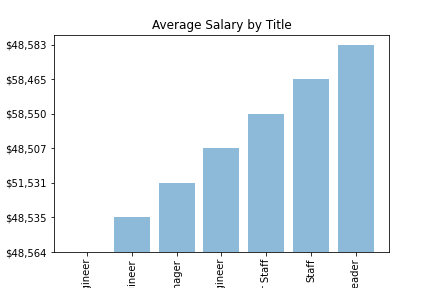 Average Salary by Title
$48,583
$58,465
$58,550
$48,507
$51,531
$48,535
$48,564
gineer
ineer
nager
gineer
r Staff
Staff
eader